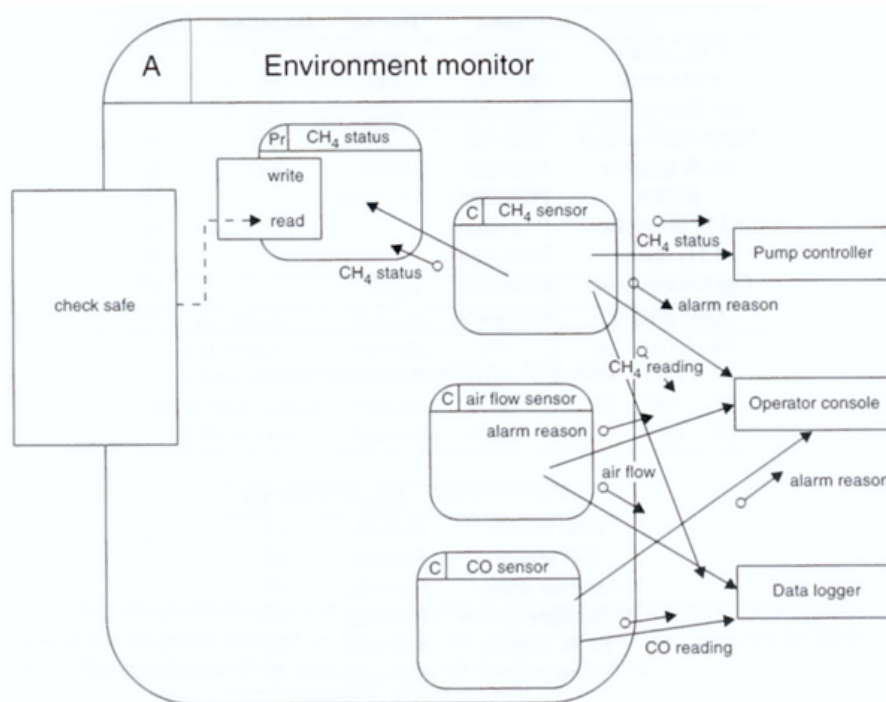 A Environment monitor
Pr CH₄ status
write
read
C CH₄ sensor
CH₄ status
CH₄ status
Pump controller
check safe
alarm reason
CH₄ reading
C air flow sensor
Operator console
alarm reason
air flow
alarm reason
C CO sensor
Data logger
CO reading